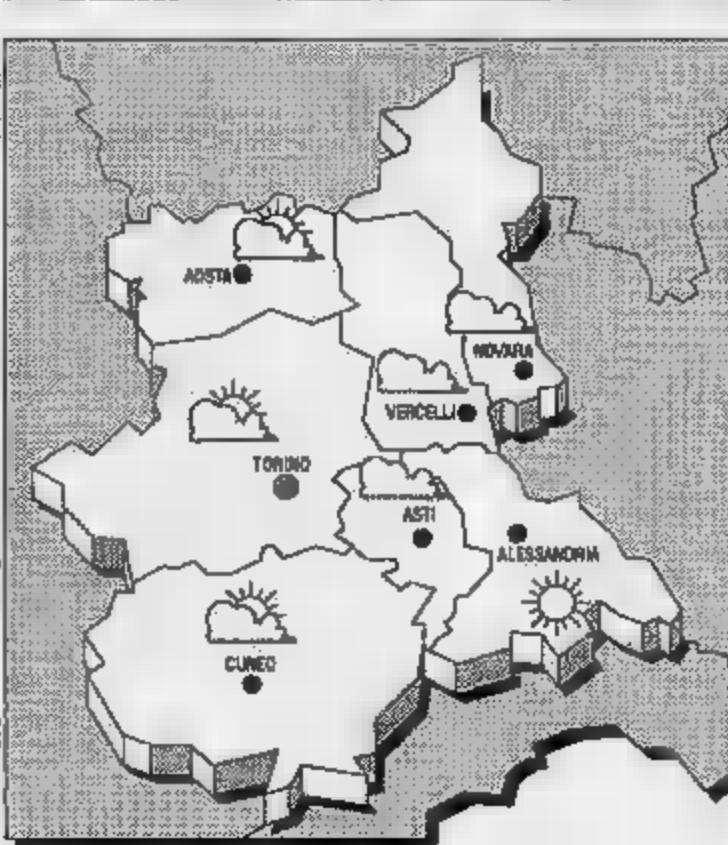 AOSTA
NOVARA
VERCELLI
TORINO
ASTI
ALESSANDRIA
CUNEO